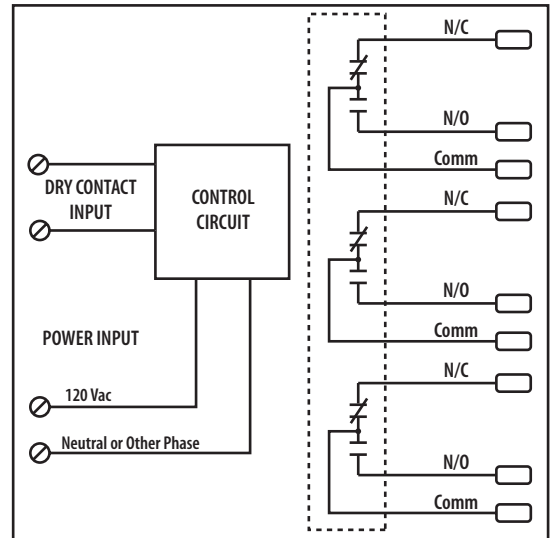 N/C
N/O
Comm
DRY CONTACT
INPUT
CONTROL
CIRCUIT
N/C
N/O
Comm
POWER INPUT
120 Vac
Neutral or Other Phase
N/C
N/O
Comm